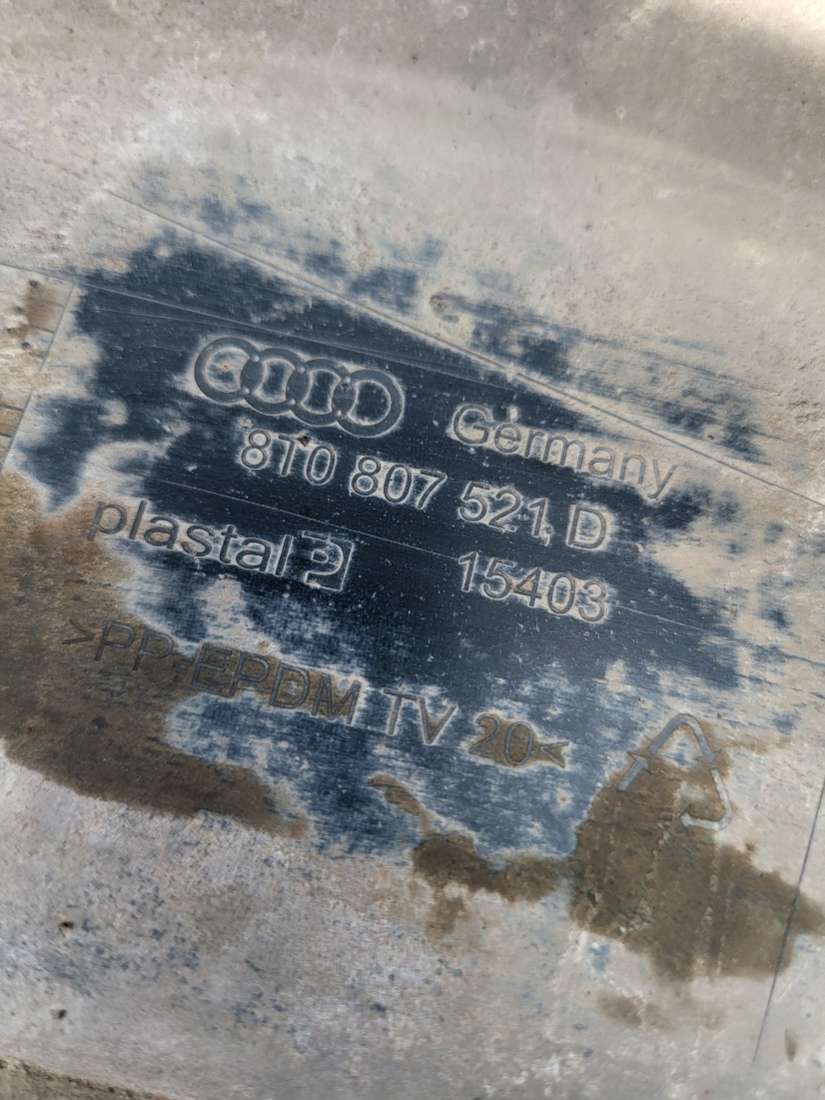 Germany
8T0 807 521 D
plastal 15403
>PP-EPDM TV 20<